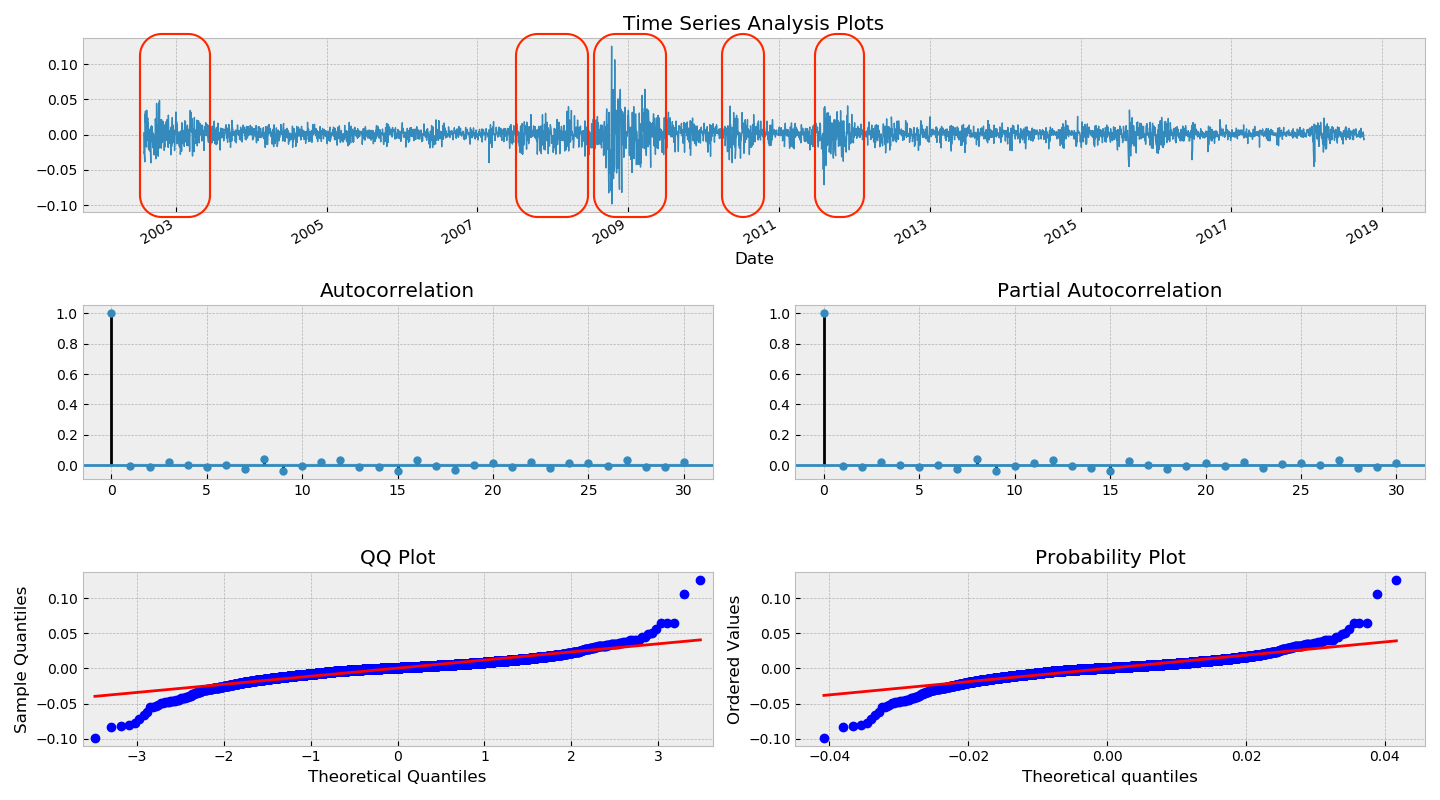 Time Series Analysis Plots
0.10
0.05
0.00
−0.05
−0.10
2003 2005 2007 2009 2011 2013 2015 2017 2019
Date
Autocorrelation
1.0
0.8
0.6
0.4
0.2
0.0
0 5 10 15 20 25 30
Partial Autocorrelation
1.0
0.8
0.6
0.4
0.2
0.0
0 5 10 15 20 25 30
QQ Plot
Sample Quantiles
0.10
0.05
0.00
−0.05
−0.10
−3 −2 −1 0 1 2 3
Theoretical Quantiles
Probability Plot
Ordered Values
0.10
0.05
0.00
−0.05
−0.10
−0.04 −0.02 0.00 0.02 0.04
Theoretical quantiles